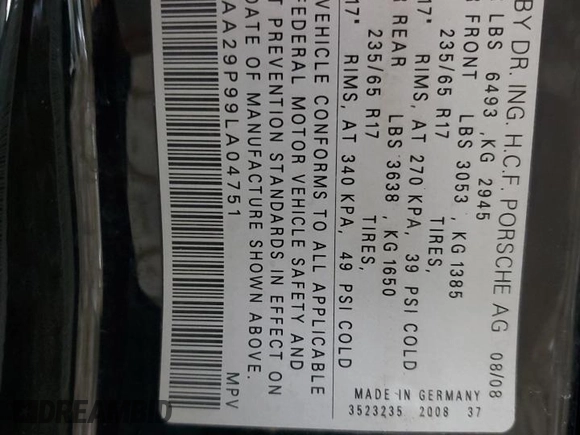 BY DR. ING. H.C.F. PORSCHE AG 08/08
LBS 6493 ,KG 2945
FRONT LBS 3053 ,KG 1385
235/65 R17 TIRES,
17" RIMS, AT 270 KPA, 39 PSI COLD
REAR LBS 3638 ,KG 1650
235/65 R17 TIRES,
17" RIMS, AT 340 KPA, 49 PSI COLD
VEHICLE CONFORMS TO ALL APPLICABLE
FEDERAL MOTOR VEHICLE SAFETY AND
T PREVENTION STANDARDS IN EFFECT ON
DATE OF MANUFACTURE SHOWN ABOVE.
AA29P99LA04751 MPV
MADE IN GERMANY
3523235 2008 37
DREAMBID